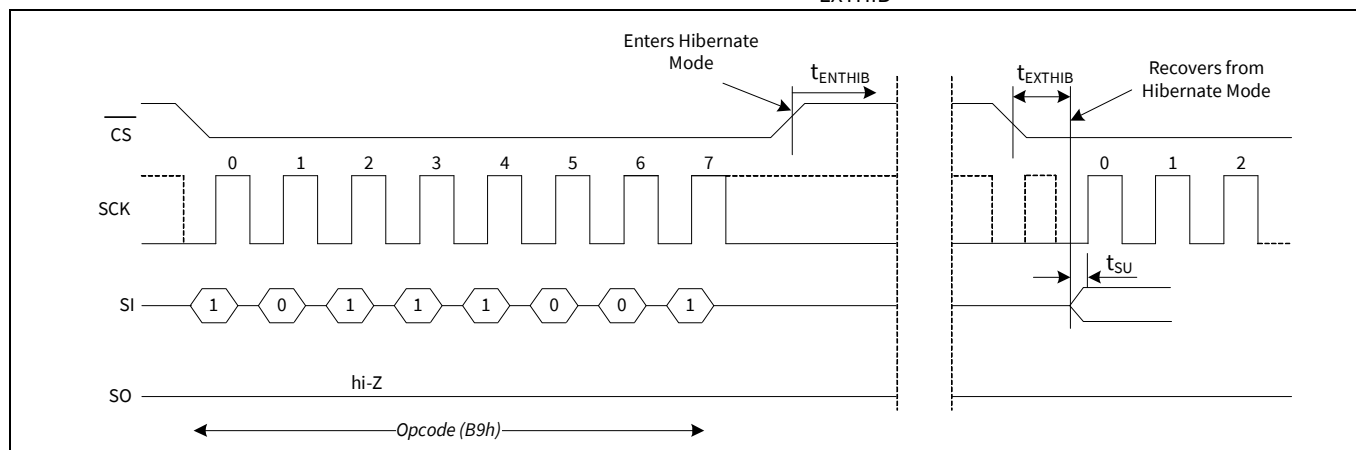 EXTHIB
Enters Hibernate
Mode
tENTHIB
tEXTHIB
Recovers from
Hibernate Mode
CS
0 1 2 3 4 5 6 7 0 1 2
SCK
tSU
SI 1 0 1 1 1 0 0 1
hi-Z
SO
Opcode (B9h)